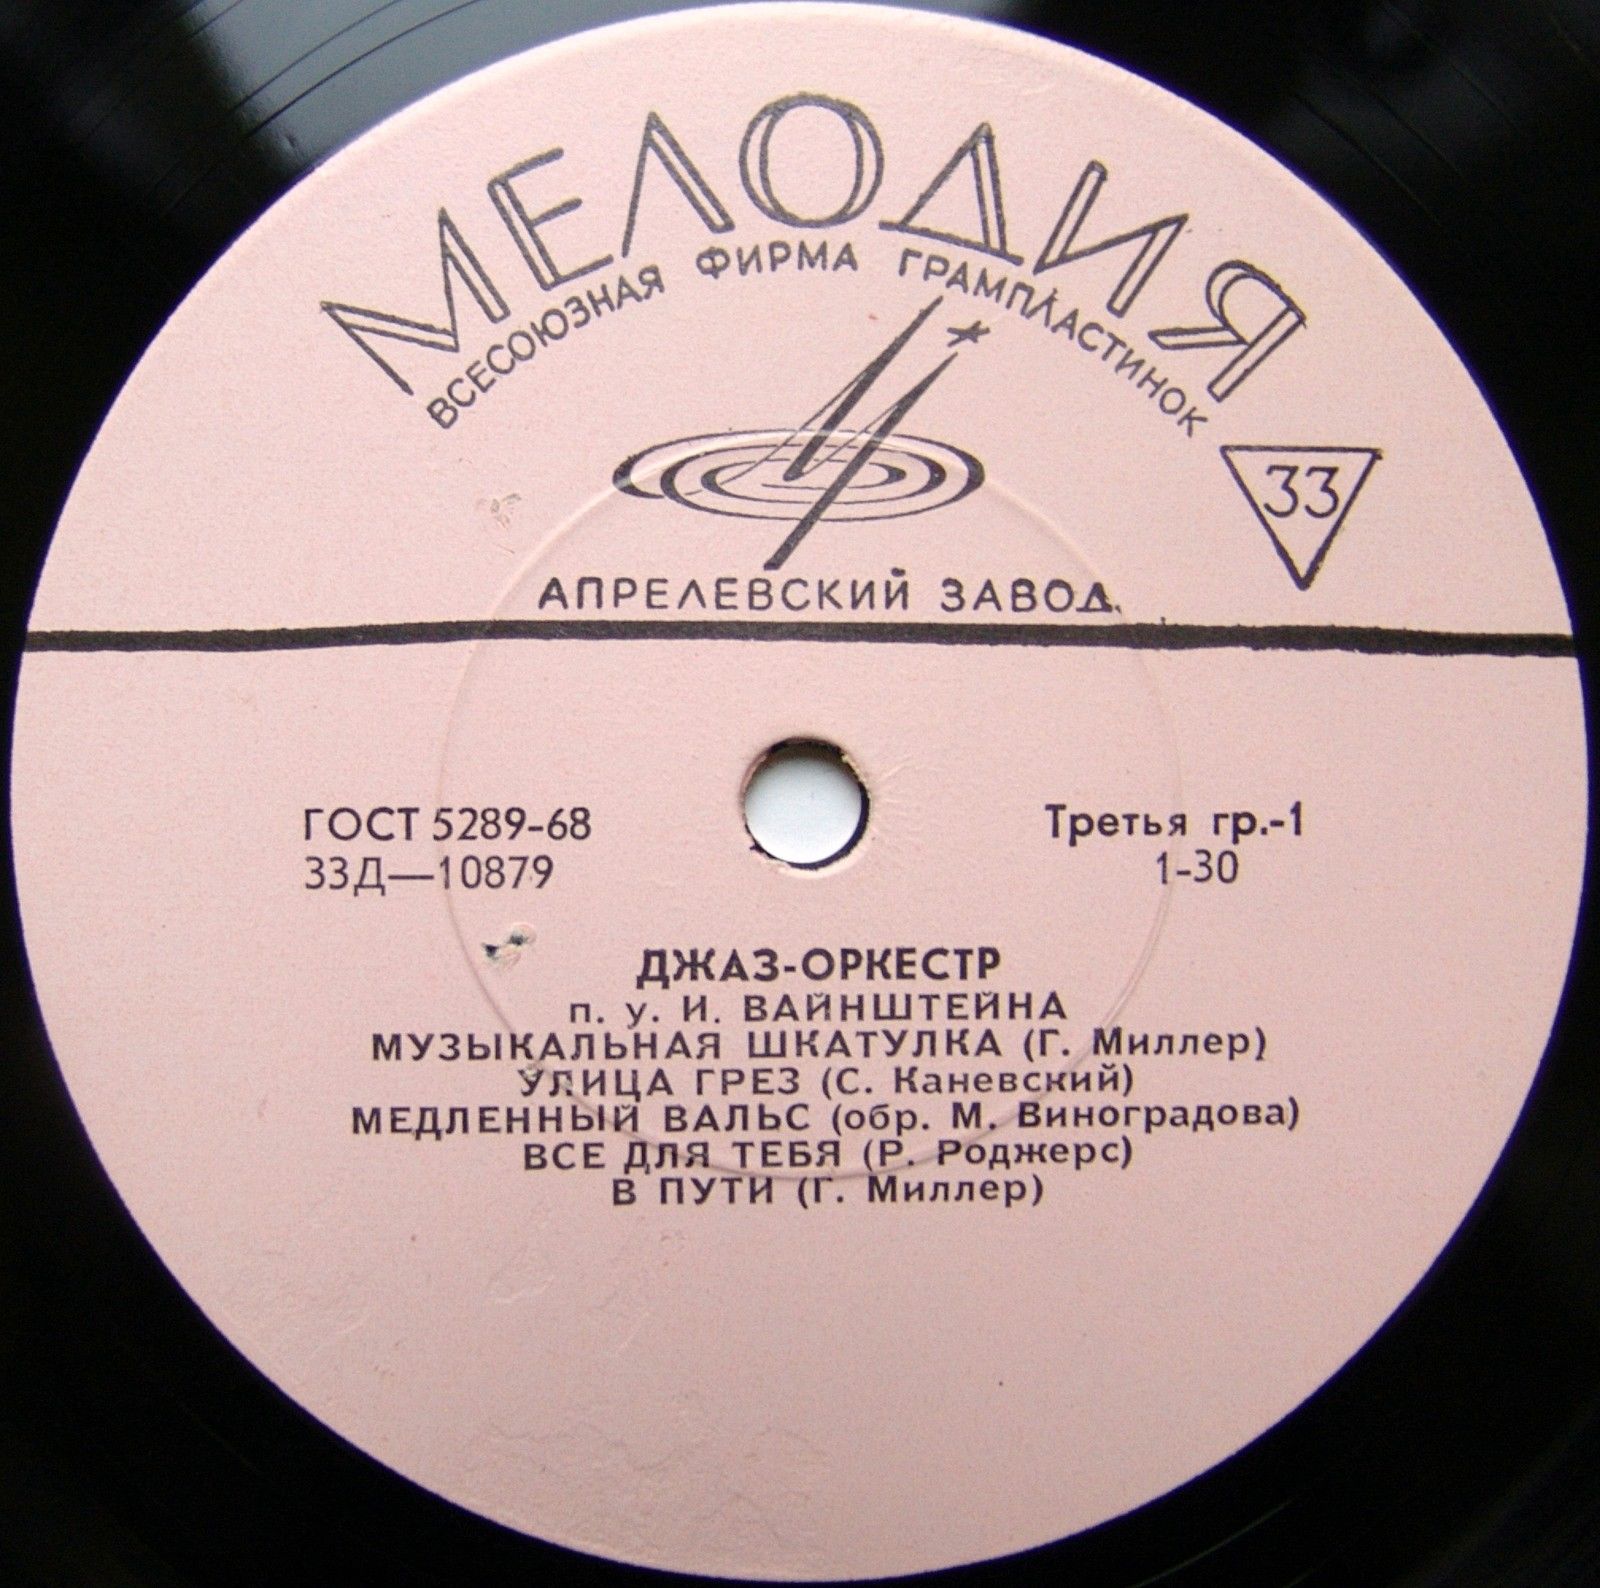 МЕЛОДИЯ
ВСЕСОЮЗНАЯ ФИРМА ГРАМПЛАСТИНОК
33
АПРЕЛЕВСКИЙ ЗАВОД
ГОСТ 5289-68
33Д—10879
Третья гр.-1
1-30
ДЖАЗ-ОРКЕСТР
п. у. И. ВАЙНШТЕЙНА
МУЗЫКАЛЬНАЯ ШКАТУЛКА (Г. Миллер)
УЛИЦА ГРЕЗ (С. Каневский)
МЕДЛЕННЫЙ ВАЛЬС (обр. М. Виноградова)
ВСЕ ДЛЯ ТЕБЯ (Р. Роджерс)
В ПУТИ (Г. Миллер)